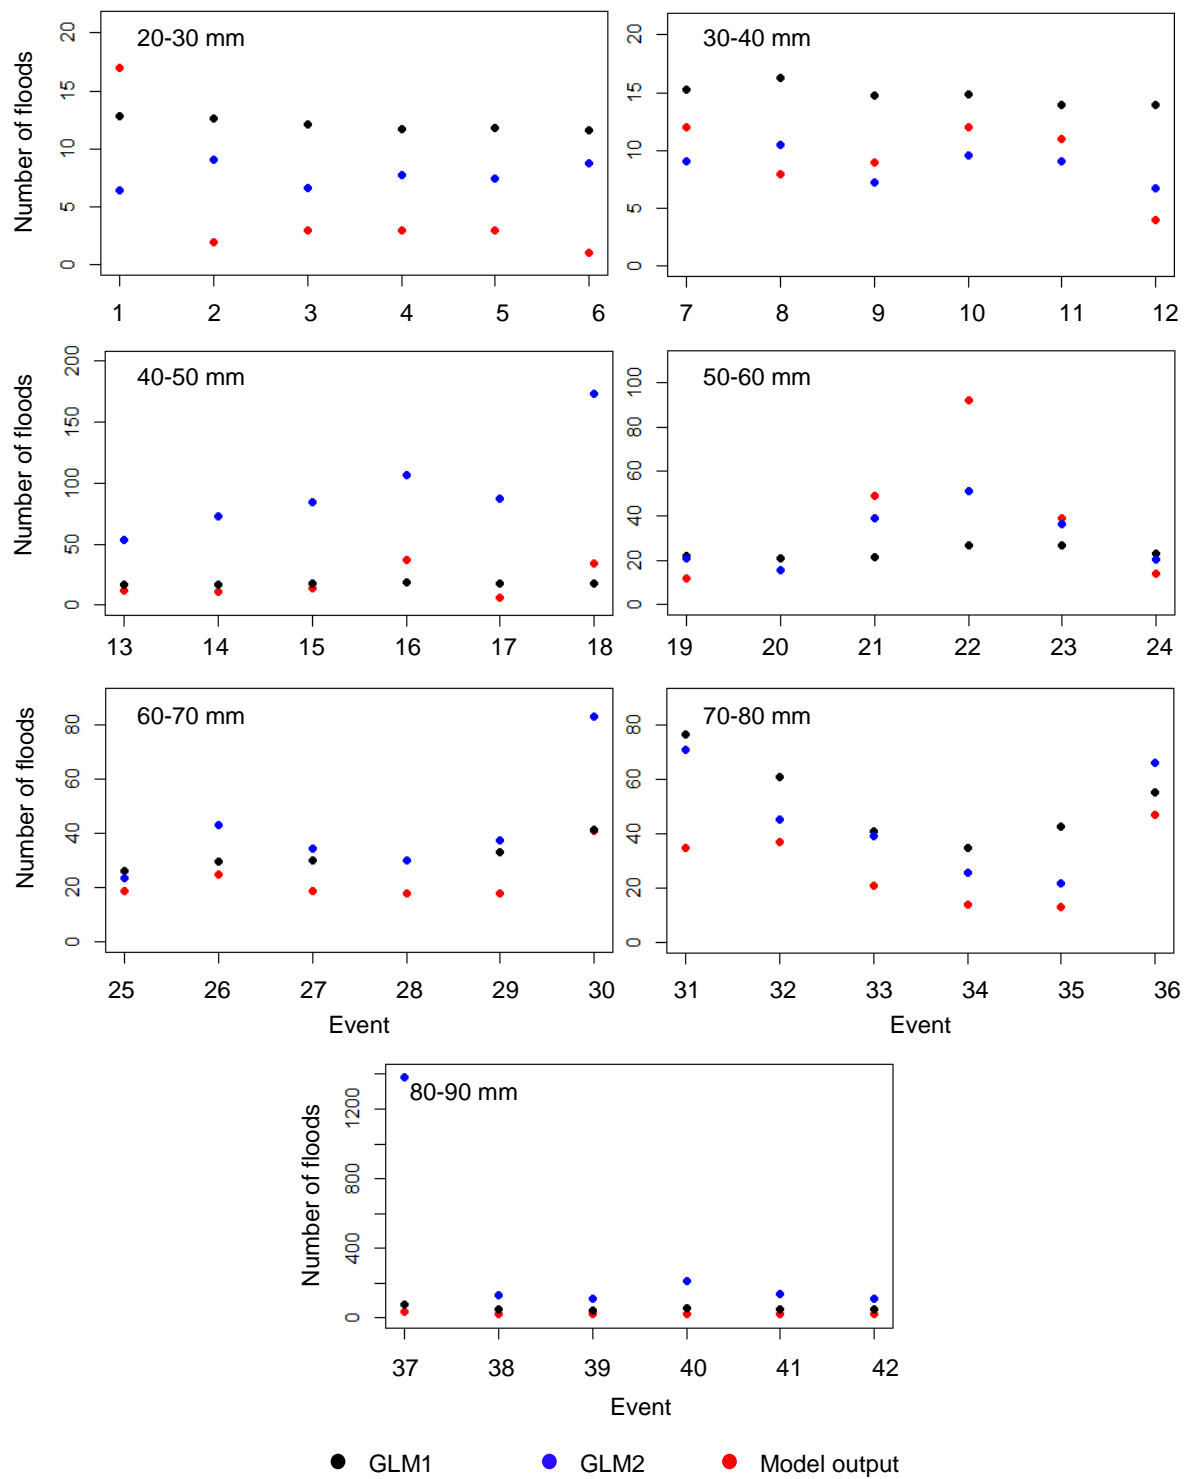 20-30 mm
Number of floods
0 5 10 15 20
1 2 3 4 5 6
30-40 mm
0 5 10 15 20
7 8 9 10 11 12
40-50 mm
Number of floods
0 50 100 150 200
13 14 15 16 17 18
50-60 mm
0 20 40 60 80 100
19 20 21 22 23 24
60-70 mm
Number of floods
0 20 40 60 80
25 26 27 28 29 30
Event
70-80 mm
0 20 40 60 80
31 32 33 34 35 36
Event
80-90 mm
Number of floods
0 400 800 1200
37 38 39 40 41 42
Event
GLM1 GLM2 Model output